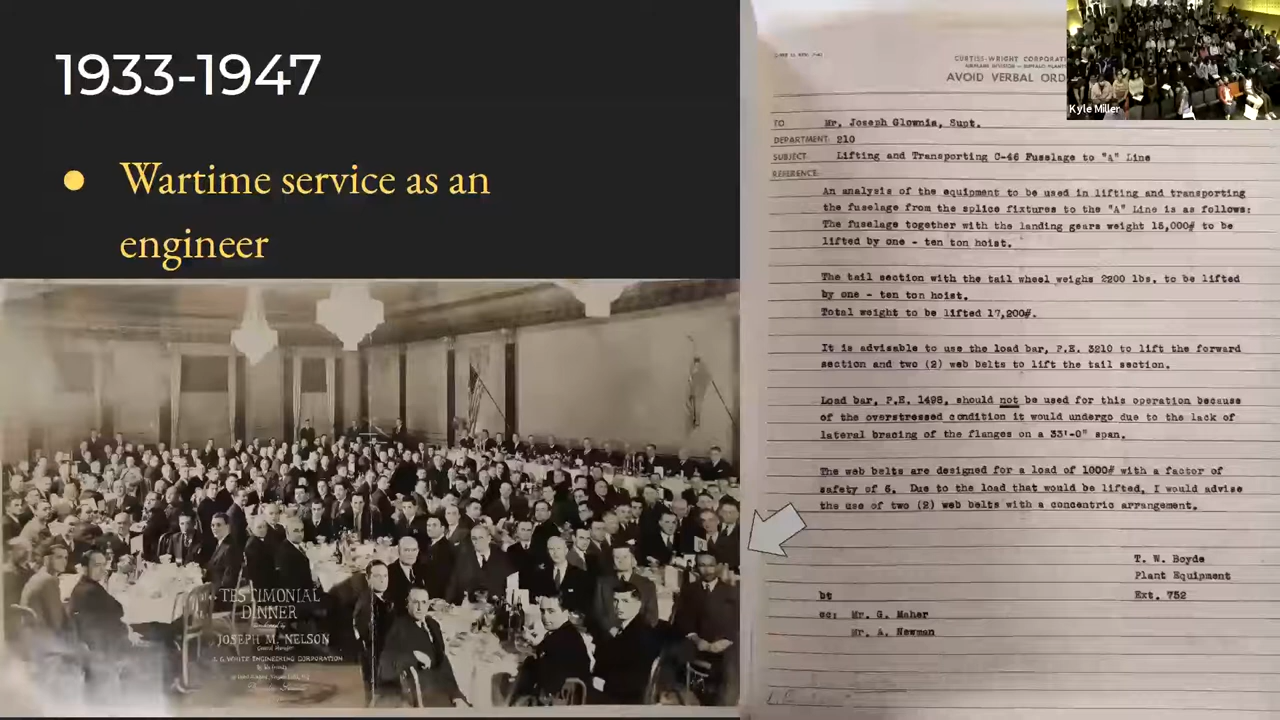 1933-1947
● Wartime service as an
engineer
TESTIMONIAL
DINNER
JOSEPH M. NELSON
General Manager
J. G. WHITE ENGINEERING CORPORATION
CURTISS-WRIGHT CORPORAT
AIRPLANE DIVISION — BUFFALO PLANT
AVOID VERBAL ORD
Kyle Miller
TO Mr. Joseph Glownia, Supt.
DEPARTMENT: 210
SUBJECT: Lifting and Transporting C-46 Fuselage to "A" Line
REFERENCE:
An analysis of the equipment to be used in lifting and transporting
the fuselage from the splice fixtures to the "A" Line is as follows:
The fuselage together with the landing gears weight 15,000# to be
lifted by one - ten ton hoist.
The tail section with the tail wheel weighs 2200 lbs. to be lifted
by one - ten ton hoist.
Total weight to be lifted 17,200#.
It is advisable to use the load bar, P.E. 3210 to lift the forward
section and two (2) web belts to lift the tail section.
Load bar, P.E. 1498, should not be used for this operation because
of the overstressed condition it would undergo due to the lack of
lateral bracing of the flanges on a 33'-0" span.
The web belts are designed for a load of 1000# with a factor of
safety of 6. Due to the load that would be lifted, I would advise
the use of two (2) web belts with a concentric arrangement.
T. W. Boyde
Plant Equipment
Ext. 752
bt
cc: Mr. G. Maher
Mr. A. Newman